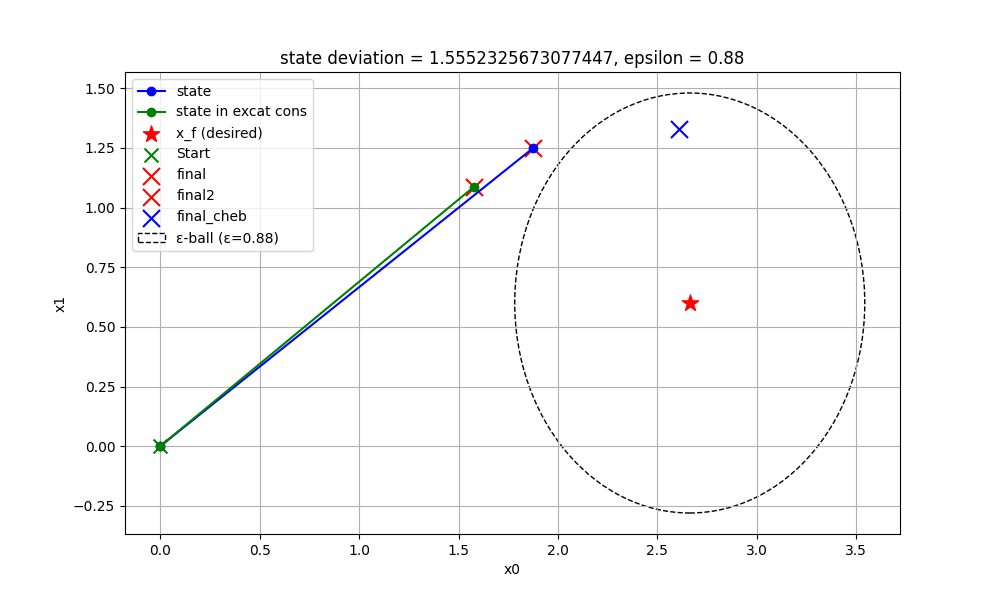 state deviation = 1.5552325673077447, epsilon = 0.88
state
state in excat cons
x_f (desired)
Start
final
final2
final_cheb
ε-ball (ε=0.88)
x1
1.50
1.25
1.00
0.75
0.50
0.25
0.00
−0.25
0.0 0.5 1.0 1.5 2.0 2.5 3.0 3.5
x0